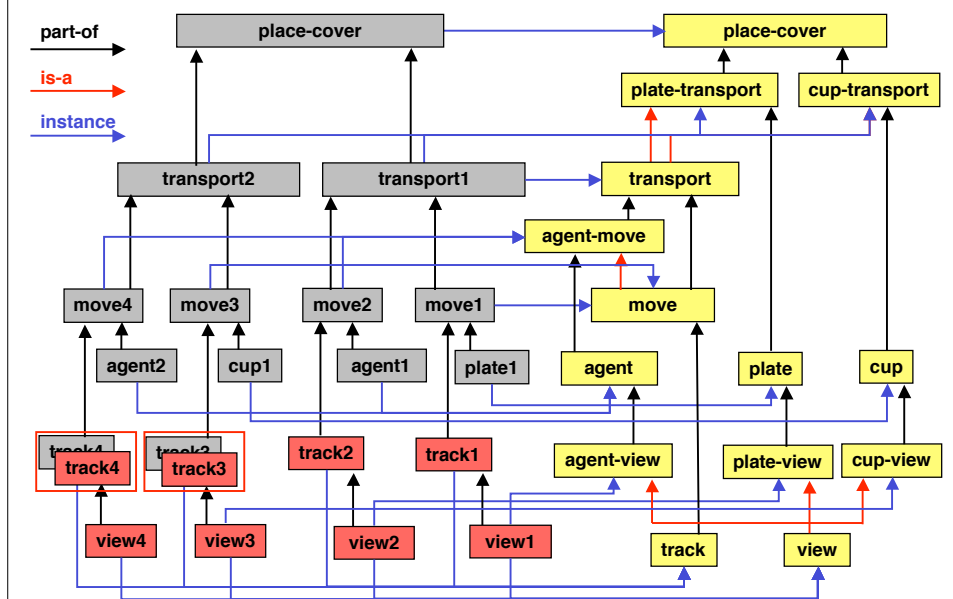 part-of
place-cover
place-cover
is-a
plate-transport
cup-transport
instance
transport2
transport1
transport
agent-move
move4
move3
move2
move1
move
agent2
cup1
agent1
plate1
agent
plate
cup
track4
track4
track3
track3
track2
track1
agent-view
plate-view
cup-view
view4
view3
view2
view1
track
view